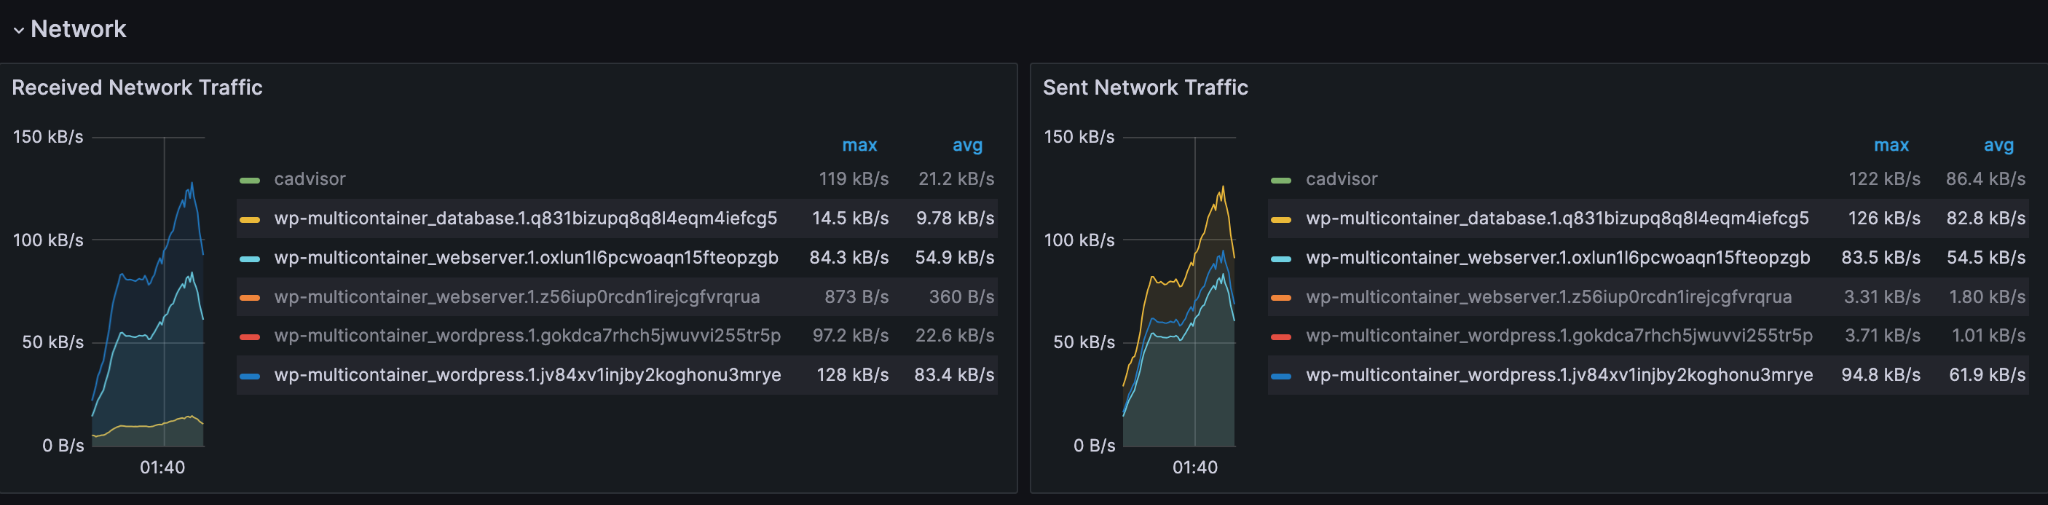 Network
Received Network Traffic
150 kB/s
100 kB/s
50 kB/s
0 B/s
01:40
max avg
cadvisor 119 kB/s 21.2 kB/s
wp-multicontainer_database.1.q831bizupq8q8l4eqm4iefcg5 14.5 kB/s 9.78 kB/s
wp-multicontainer_webserver.1.oxlun1l6pcwoaqn15fteopzgb 84.3 kB/s 54.9 kB/s
wp-multicontainer_webserver.1.z56iup0rcdn1irejcgfvrqrua 873 B/s 360 B/s
wp-multicontainer_wordpress.1.gokdca7rhch5jwuvvi255tr5p 97.2 kB/s 22.6 kB/s
wp-multicontainer_wordpress.1.jv84xv1injby2koghonu3mrye 128 kB/s 83.4 kB/s
Sent Network Traffic
150 kB/s
100 kB/s
50 kB/s
0 B/s
01:40
max avg
cadvisor 122 kB/s 86.4 kB/s
wp-multicontainer_database.1.q831bizupq8q8l4eqm4iefcg5 126 kB/s 82.8 kB/s
wp-multicontainer_webserver.1.oxlun1l6pcwoaqn15fteopzgb 83.5 kB/s 54.5 kB/s
wp-multicontainer_webserver.1.z56iup0rcdn1irejcgfvrqrua 3.31 kB/s 1.80 kB/s
wp-multicontainer_wordpress.1.gokdca7rhch5jwuvvi255tr5p 3.71 kB/s 1.01 kB/s
wp-multicontainer_wordpress.1.jv84xv1injby2koghonu3mrye 94.8 kB/s 61.9 kB/s